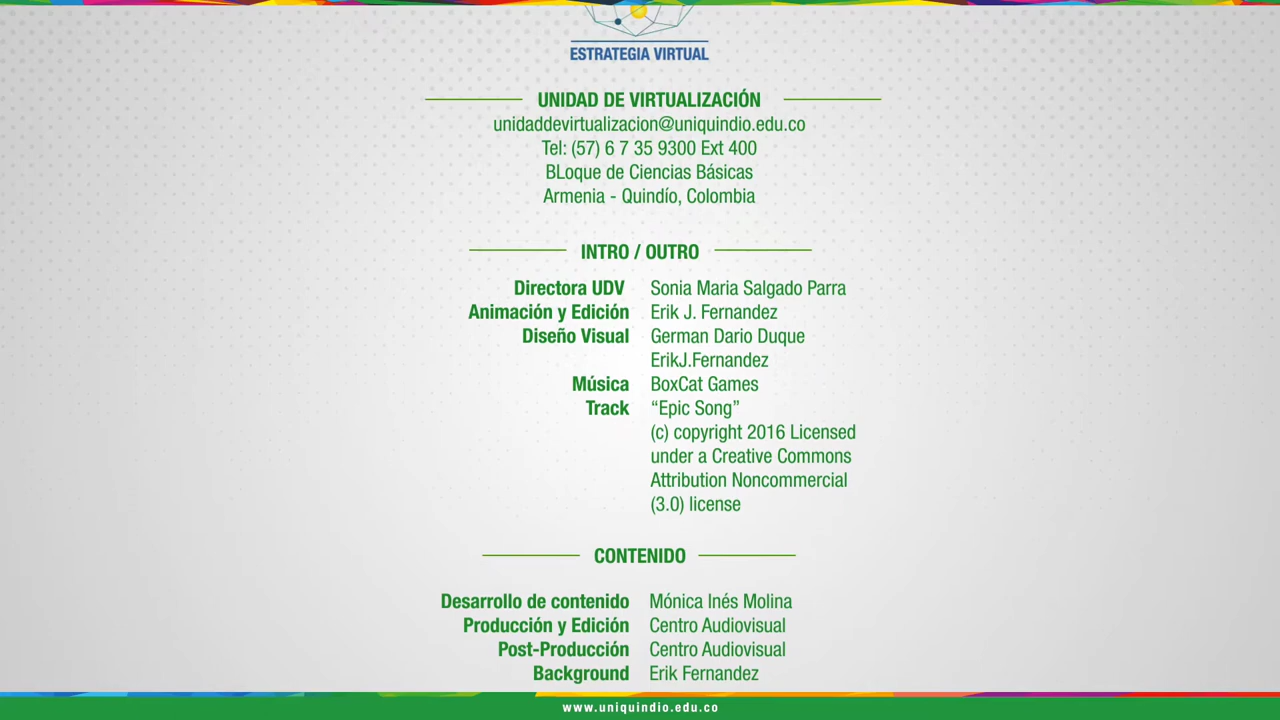 ESTRATEGIA VIRTUAL
UNIDAD DE VIRTUALIZACIÓN
unidaddevirtualizacion@uniquindio.edu.co
Tel: (57) 6 7 35 9300 Ext 400
BLoque de Ciencias Básicas
Armenia - Quindío, Colombia
INTRO / OUTRO
Directora UDV Sonia Maria Salgado Parra
Animación y Edición Erik J. Fernandez
Diseño Visual German Dario Duque
ErikJ.Fernandez
Música BoxCat Games
Track “Epic Song”
(c) copyright 2016 Licensed
under a Creative Commons
Attribution Noncommercial
(3.0) license
CONTENIDO
Desarrollo de contenido Mónica Inés Molina
Producción y Edición Centro Audiovisual
Post-Producción Centro Audiovisual
Background Erik Fernandez
www.uniquindio.edu.co